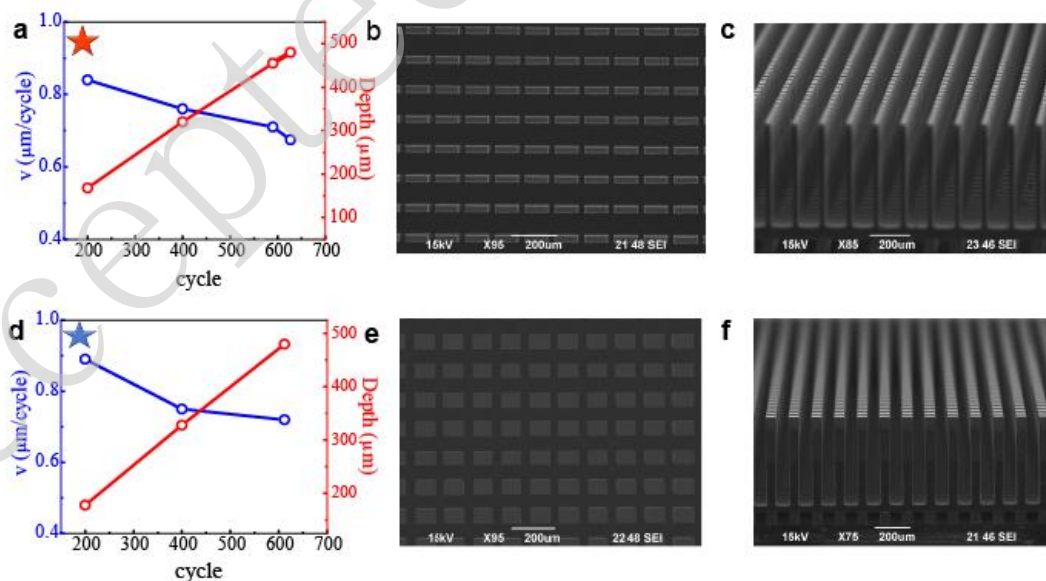 a
b
c
1.0
0.8
0.6
0.4
v (μm/cycle)
500
400
300
200
100
Depth (μm)
200 300 400 500 600 700
cycle
15kV X95 200um 21 48 SEI
15kV X85 200um 23 46 SEI
d
e
f
1.0
0.8
0.6
0.4
v (μm/cycle)
500
400
300
200
Depth (μm)
200 300 400 500 600 700
cycle
15kV X95 200um 22 48 SEI
15kV X75 200um 21 46 SEI